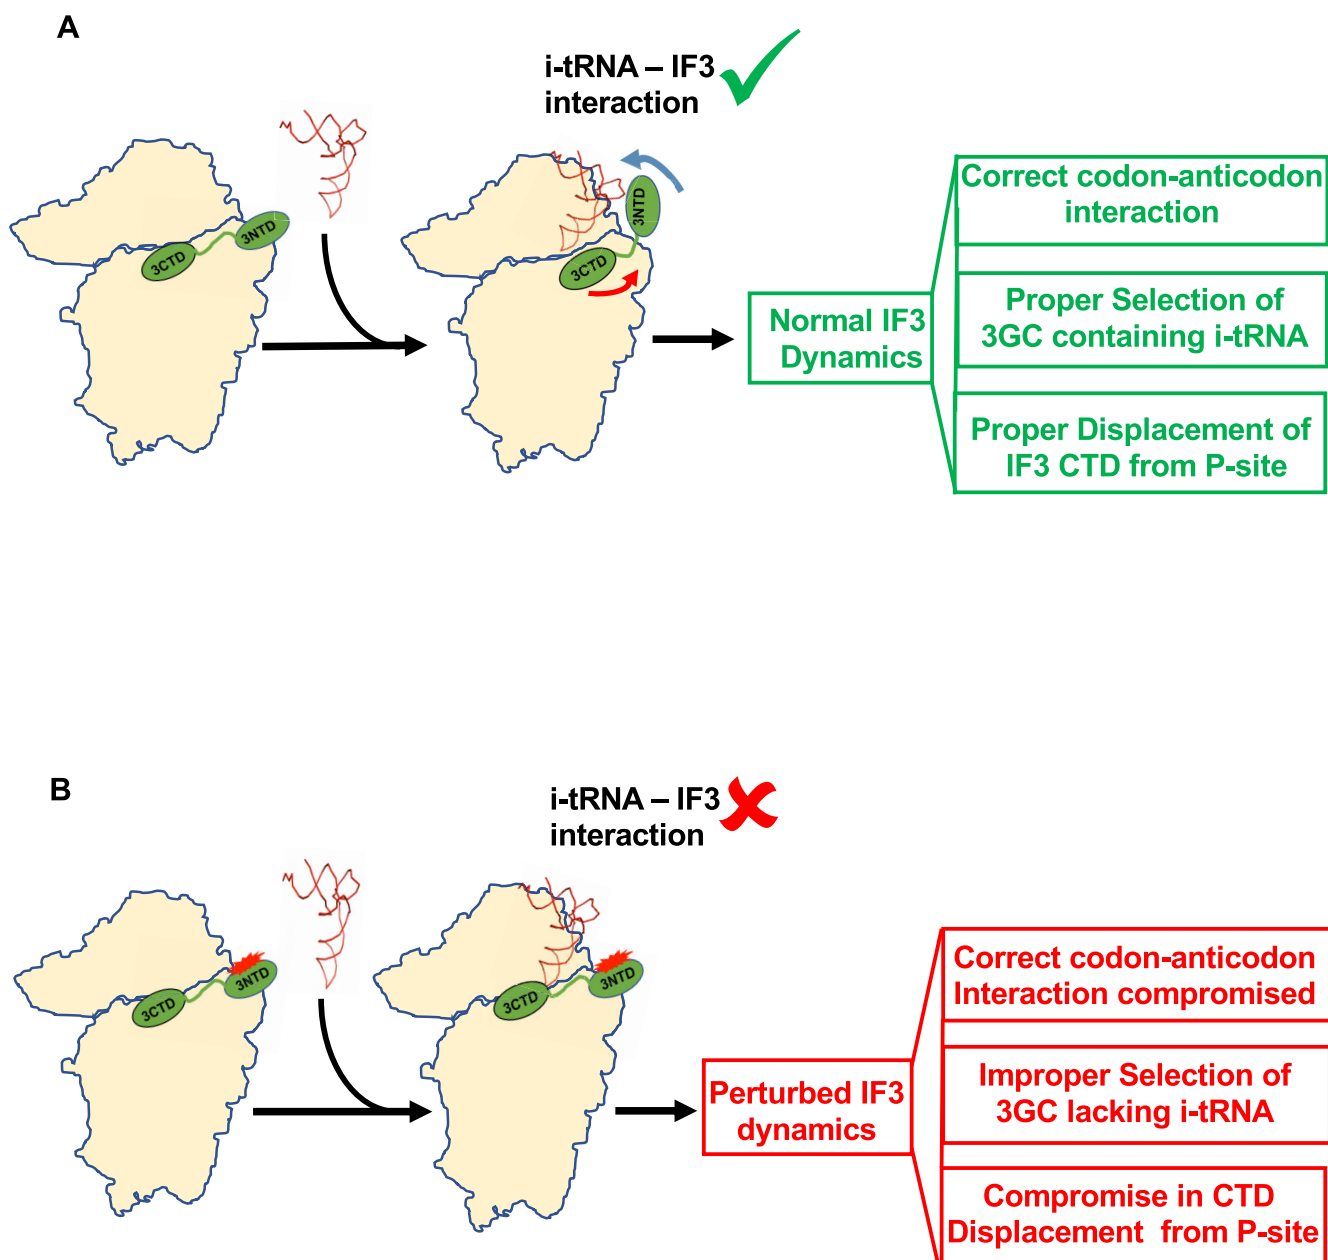 A
i-tRNA – IF3
interaction
3CTD
3NTD
3CTD
3NTD
Normal IF3
Dynamics
Correct codon-anticodon
interaction
Proper Selection of
3GC containing i-tRNA
Proper Displacement of
IF3 CTD from P-site
B
i-tRNA – IF3
interaction
3CTD
3NTD
3CTD
3NTD
Perturbed IF3
dynamics
Correct codon-anticodon
Interaction compromised
Improper Selection of
3GC lacking i-tRNA
Compromise in CTD
Displacement from P-site